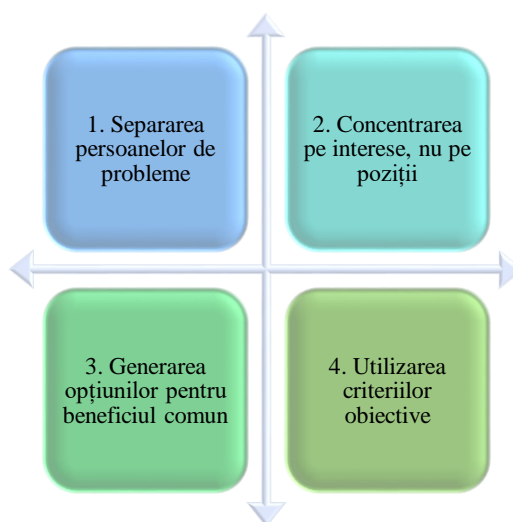 1. Separarea
persoanelor de
probleme
2. Concentrarea
pe interese, nu pe
poziții
3. Generarea
opțiunilor pentru
beneficiul comun
4. Utilizarea
criteriilor
obiective